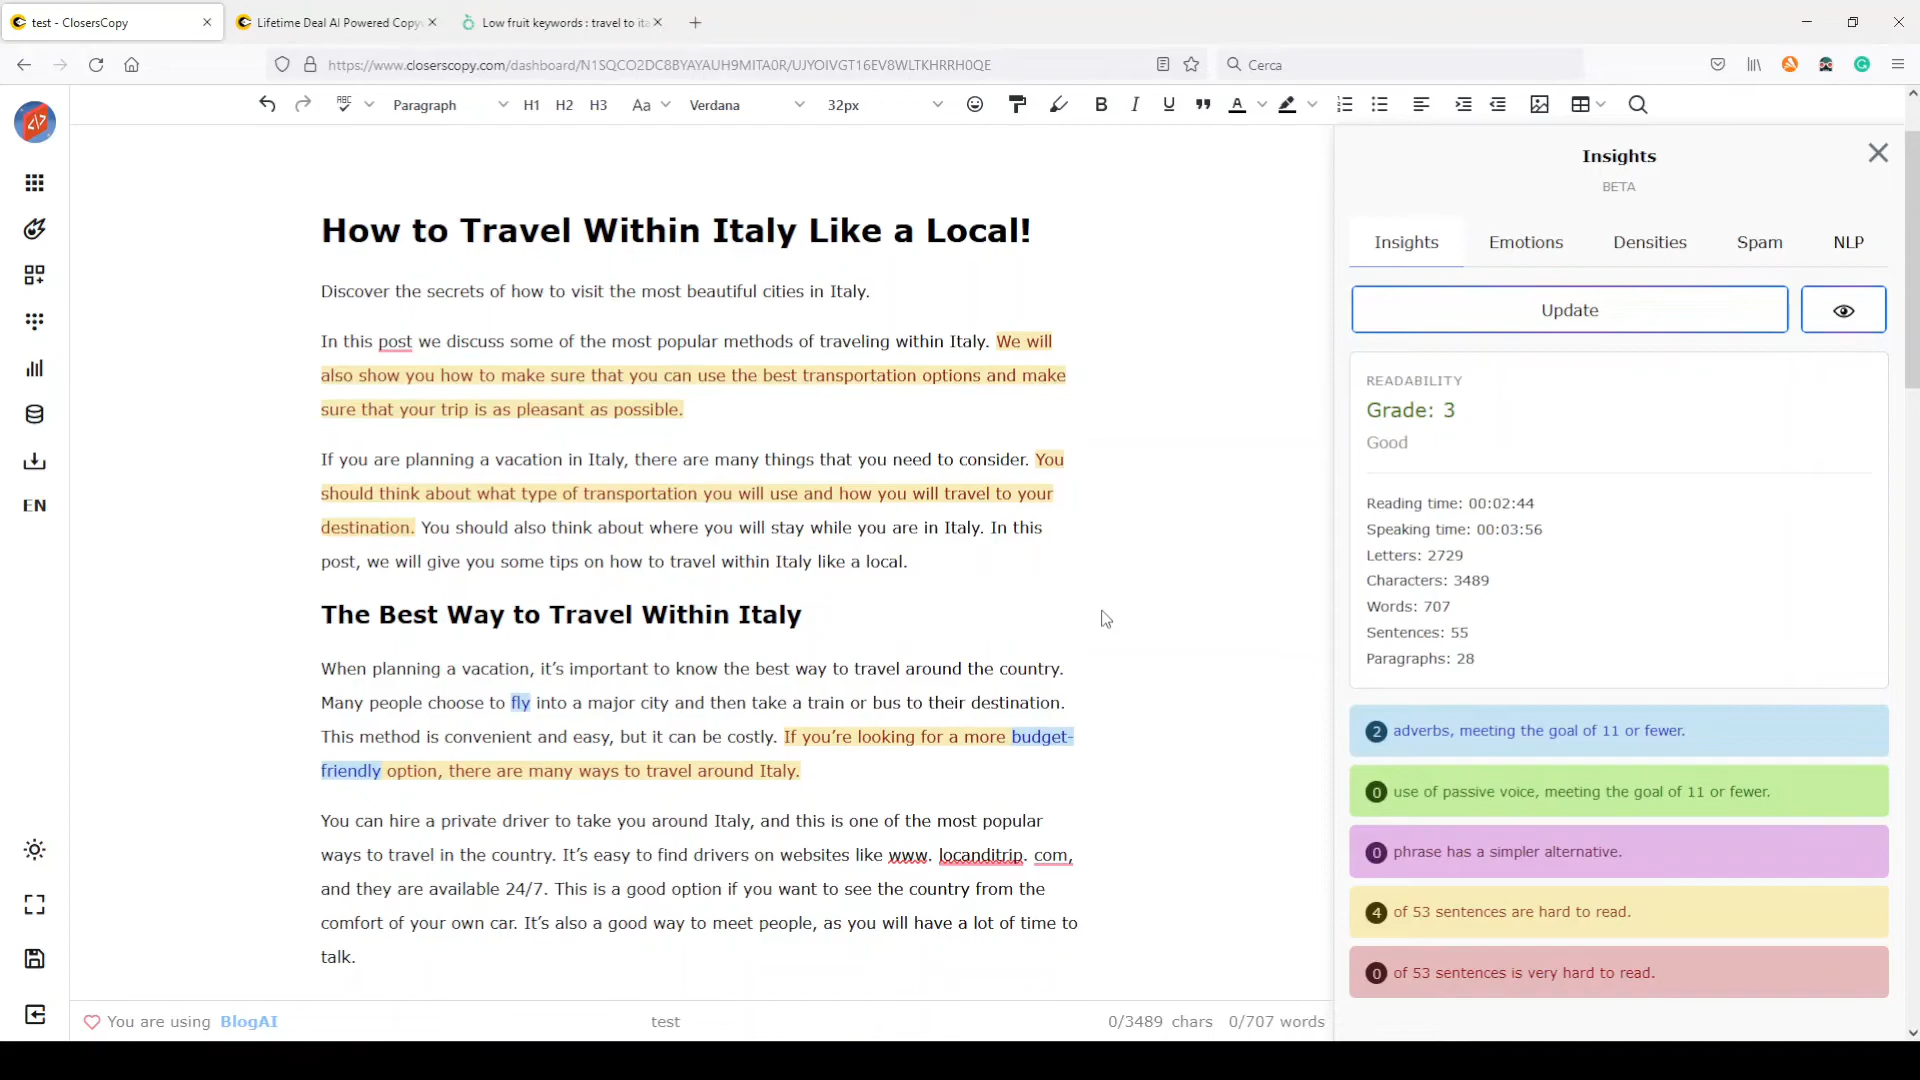 test - ClosersCopy
Lifetime Deal AI Powered Copy
Low fruit keywords : travel to ita
https://www.closerscopy.com/dashboard/N1SQCO2DC8BYAYAUH9MITA0R/UJYOIVGT16EV8WLTKHRRH0QE
Cerca
ABC
Paragraph
H1 H2 H3
Aa
Verdana
32px
B I U
A
EN
How to Travel Within Italy Like a Local!
Discover the secrets of how to visit the most beautiful cities in Italy.
In this post we discuss some of the most popular methods of traveling within Italy. We will
also show you how to make sure that you can use the best transportation options and make
sure that your trip is as pleasant as possible.
If you are planning a vacation in Italy, there are many things that you need to consider. You
should think about what type of transportation you will use and how you will travel to your
destination. You should also think about where you will stay while you are in Italy. In this
post, we will give you some tips on how to travel within Italy like a local.
The Best Way to Travel Within Italy
When planning a vacation, it’s important to know the best way to travel around the country.
Many people choose to fly into a major city and then take a train or bus to their destination.
This method is convenient and easy, but it can be costly. If you’re looking for a more budget-
friendly option, there are many ways to travel around Italy.
You can hire a private driver to take you around Italy, and this is one of the most popular
ways to travel in the country. It’s easy to find drivers on websites like www. locanditrip. com,
and they are available 24/7. This is a good option if you want to see the country from the
comfort of your own car. It’s also a good way to meet people, as you will have a lot of time to
talk.
You are using BlogAI
test
0/3489 chars 0/707 words
Insights
BETA
Insights Emotions Densities Spam NLP
Update
READABILITY
Grade: 3
Good
Reading time: 00:02:44
Speaking time: 00:03:56
Letters: 2729
Characters: 3489
Words: 707
Sentences: 55
Paragraphs: 28
2 adverbs, meeting the goal of 11 or fewer.
0 use of passive voice, meeting the goal of 11 or fewer.
0 phrase has a simpler alternative.
4 of 53 sentences are hard to read.
0 of 53 sentences is very hard to read.